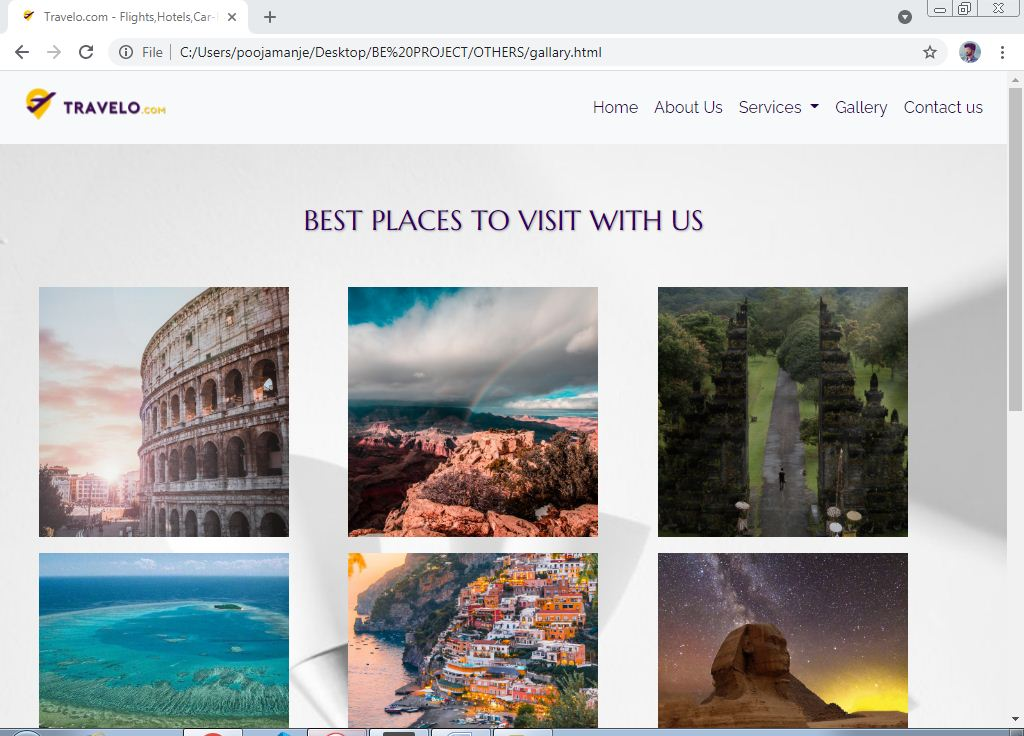 Travelo.com - Flights,Hotels,Car-
File
C:/Users/poojamanje/Desktop/BE%20PROJECT/OTHERS/gallary.html
TRAVELO.COM
Home About Us Services Gallery Contact us
BEST PLACES TO VISIT WITH US